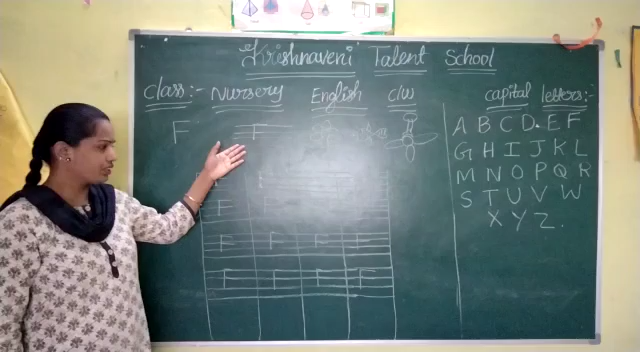 Krishnaveni Talent School
class:- Nursery English C/W
capital letters:-
F F
A B C D E F
G H I J K L
M N O P Q R
S T U V W
X Y Z.
F
F F F
F F F F